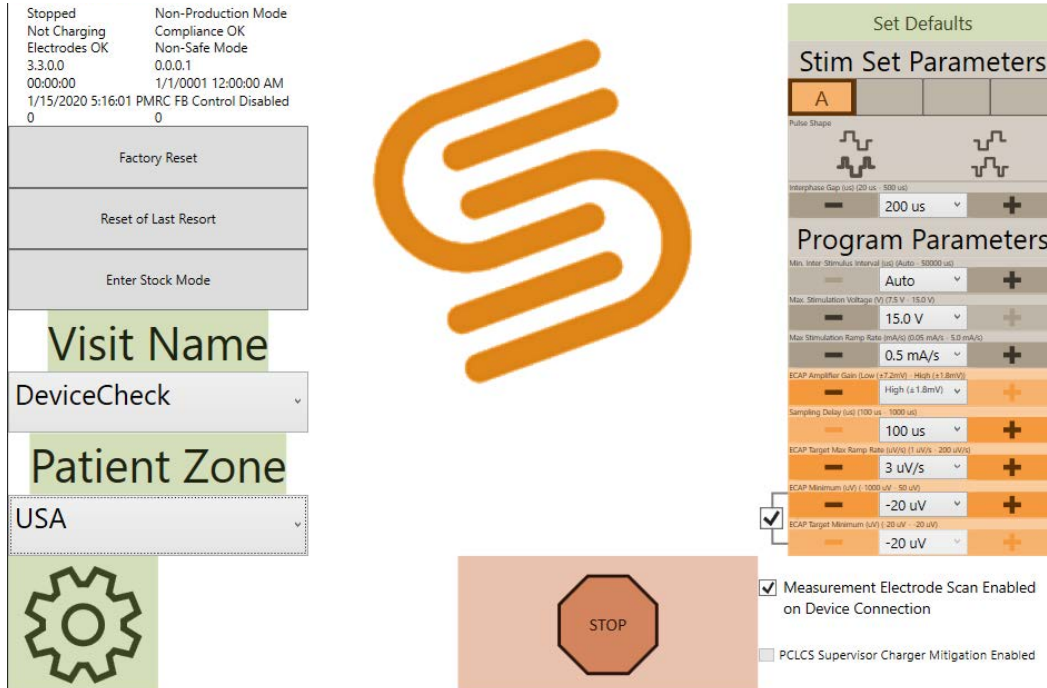 Stopped Non-Production Mode
Not Charging Compliance OK
Electrodes OK Non-Safe Mode
3.3.0.0 0.0.0.1
00:00:00 1/1/0001 12:00:00 AM
1/15/2020 5:16:01 PMRC FB Control Disabled
0 0
Factory Reset
Reset of Last Resort
Enter Stock Mode
Visit Name
DeviceCheck
Patient Zone
USA
STOP
Set Defaults
Stim Set Parameters
A
Pulse Shape
Interphase Gap (us) (20 us - 500 us)
200 us
Program Parameters
Min. Inter-Stimulus Interval (us) (Auto - 50000 us)
Auto
Max. Stimulation Voltage (V) (7.5 V - 15.0 V)
15.0 V
Max Stimulation Ramp Rate (mA/s) (0.05 mA/s - 5.0 mA/s)
0.5 mA/s
ECAP Amplifier Gain (Low (±7.2mV) - High (±1.8mV))
High (±1.8mV)
Sampling Delay (us) (100 us - 1000 us)
100 us
ECAP Target Max Ramp Rate (uV/s) (1 uV/s - 200 uV/s)
3 uV/s
ECAP Minimum (uV) (-1000 uV - 50 uV)
-20 uV
ECAP Target Minimum (uV) (-20 uV - -20 uV)
-20 uV
Measurement Electrode Scan Enabled
on Device Connection
PCLCS Supervisor Charger Mitigation Enabled